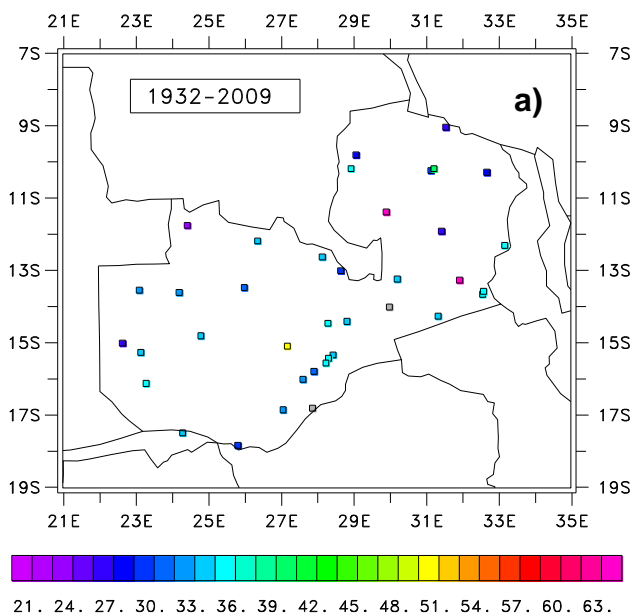 21E 23E 25E 27E 29E 31E 33E 35E
1932-2009
a)
7S 7S
9S 9S
11S 11S
13S 13S
15S 15S
17S 17S
19S 19S
21E 23E 25E 27E 29E 31E 33E 35E
21. 24. 27. 30. 33. 36. 39. 42. 45. 48. 51. 54. 57. 60. 63.